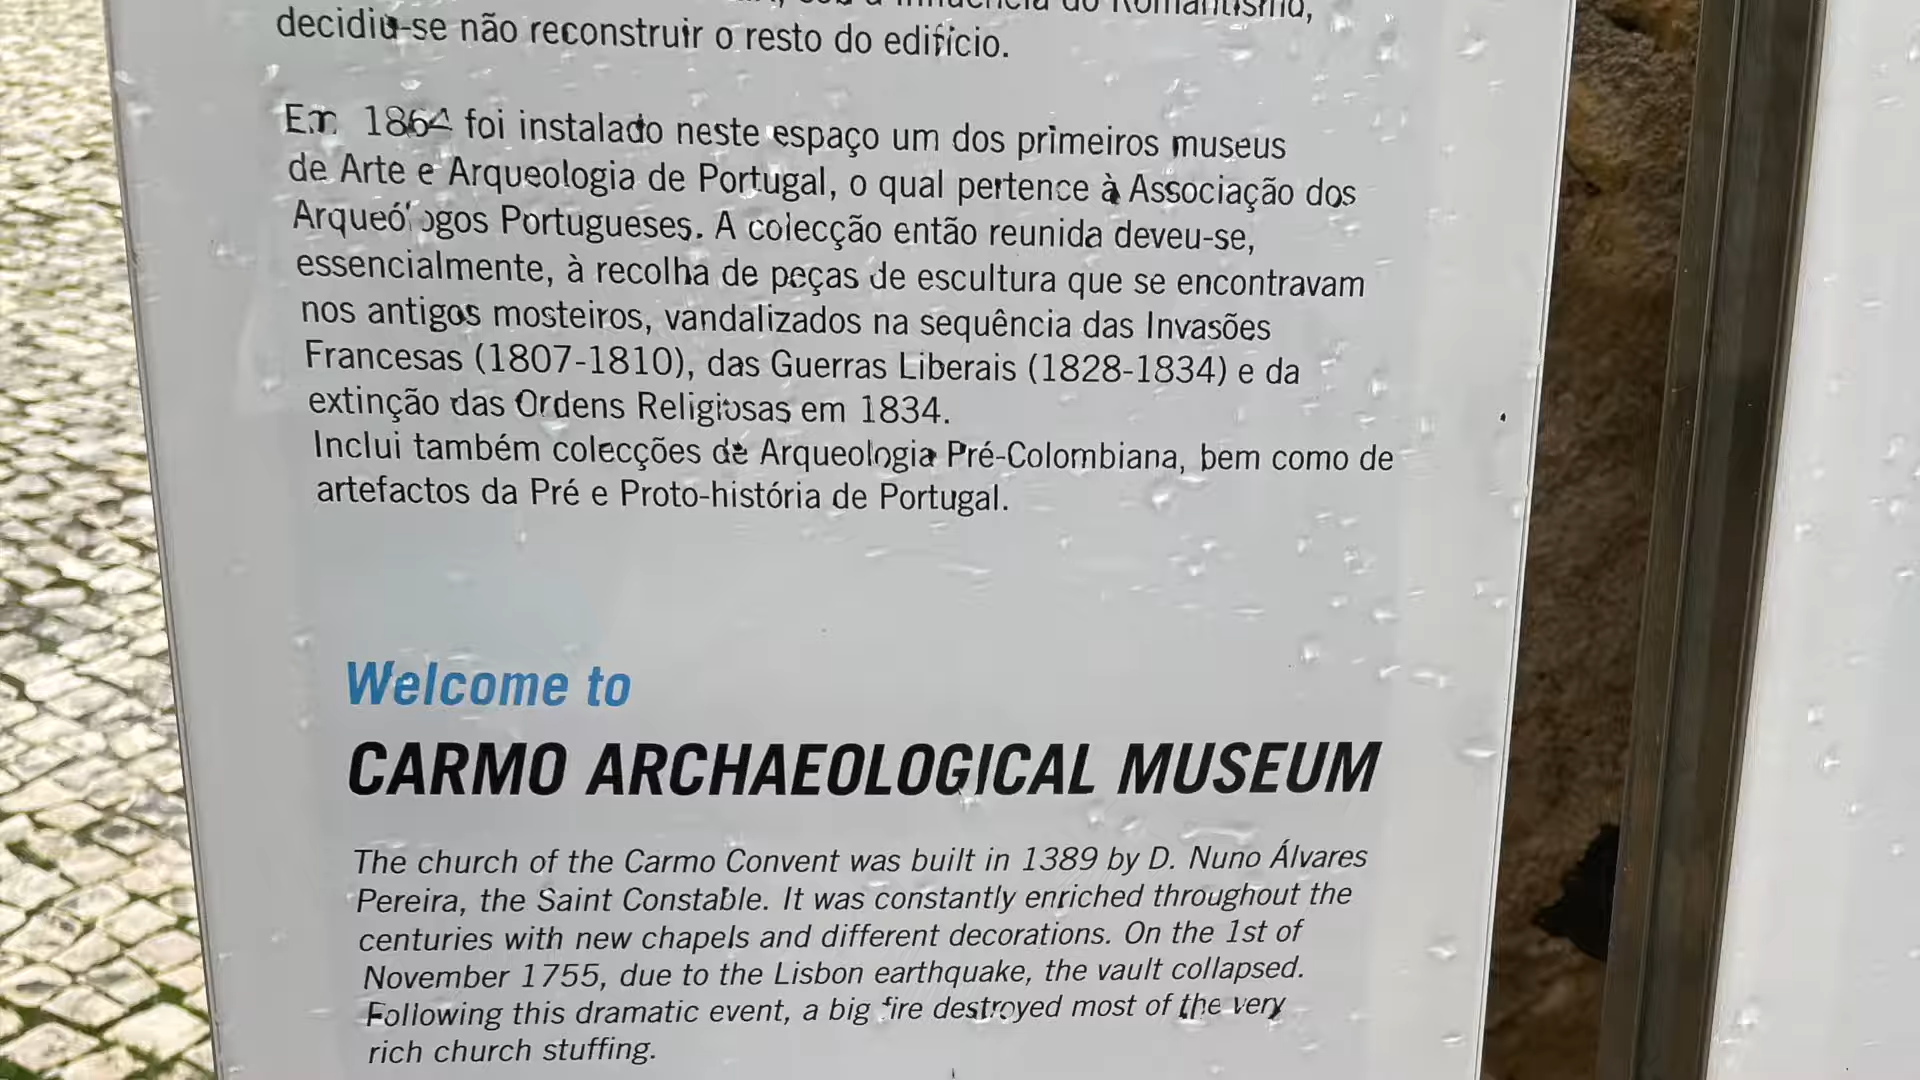 do Romantismo,
decidiu-se não reconstruir o resto do edifício.
Em 1864 foi instalado neste espaço um dos primeiros museus
de Arte e Arqueologia de Portugal, o qual pertence à Associação dos
Arqueólogos Portugueses. A colecção então reunida deveu-se,
essencialmente, à recolha de peças de escultura que se encontravam
nos antigos mosteiros, vandalizados na sequência das Invasões
Francesas (1807-1810), das Guerras Liberais (1828-1834) e da
extinção das Ordens Religiosas em 1834.
Inclui também colecções de Arqueologia Pré-Colombiana, bem como de
artefactos da Pré e Proto-história de Portugal.
Welcome to
CARMO ARCHAEOLOGICAL MUSEUM
The church of the Carmo Convent was built in 1389 by D. Nuno Álvares
Pereira, the Saint Constable. It was constantly enriched throughout the
centuries with new chapels and different decorations. On the 1st of
November 1755, due to the Lisbon earthquake, the vault collapsed.
Following this dramatic event, a big fire destroyed most of the very
rich church stuffing.